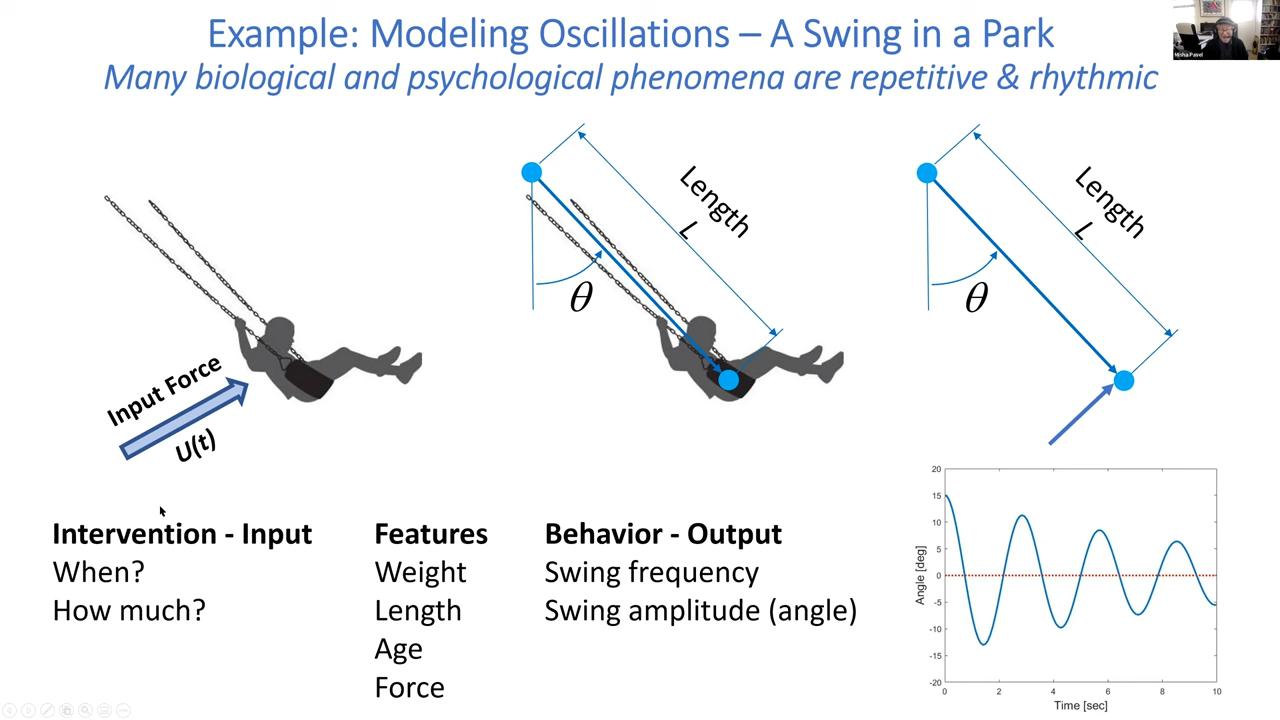 Example: Modeling Oscillations – A Swing in a Park
Many biological and psychological phenomena are repetitive & rhythmic
Misha Pavel
Length
L
θ
Length
L
θ
Input Force
U(t)
Intervention - Input
When?
How much?
Features
Weight
Length
Age
Force
Behavior - Output
Swing frequency
Swing amplitude (angle)
20
15
10
5
0
-5
-10
-15
-20
Angle [deg]
0 2 4 6 8 10
Time [sec]